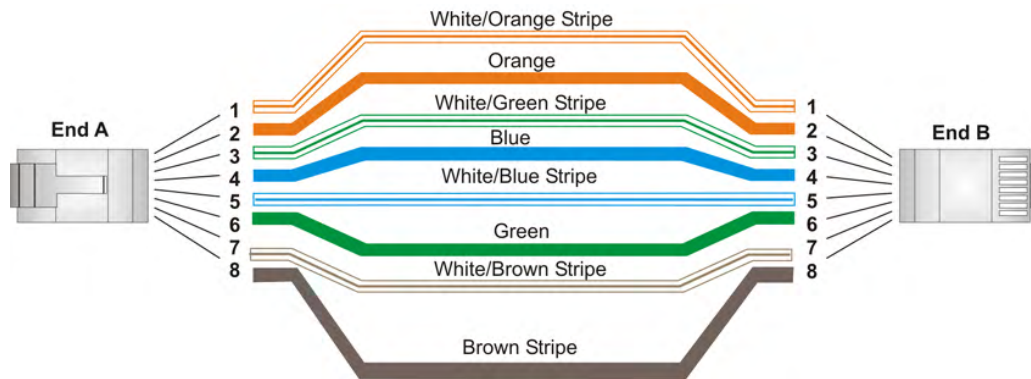 White/Orange Stripe
Orange
White/Green Stripe
Blue
White/Blue Stripe
Green
White/Brown Stripe
Brown Stripe
End A
1
2
3
4
5
6
7
8
End B
1
2
3
4
5
6
7
8